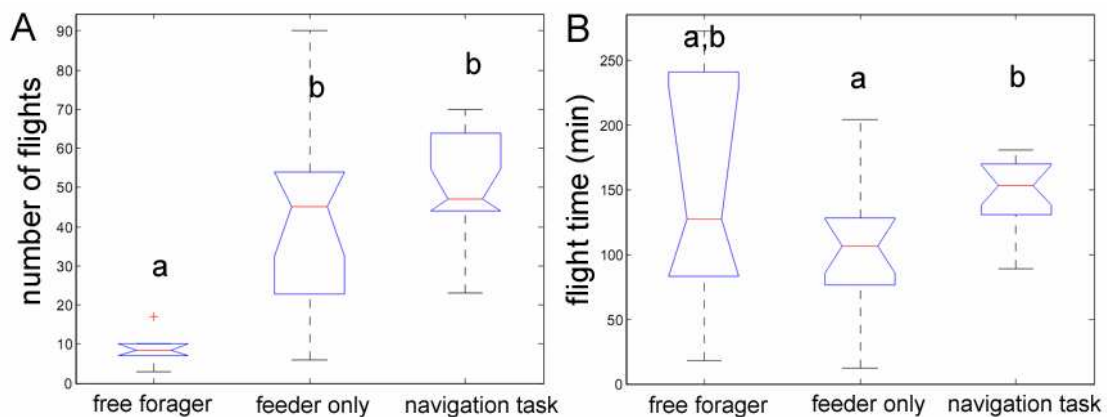 A
number of flights
90
80
70
60
50
40
30
20
10
0
a
b
b
free forager
feeder only
navigation task
B
flight time (min)
250
200
150
100
50
0
a,b
a
b
free forager
feeder only
navigation task